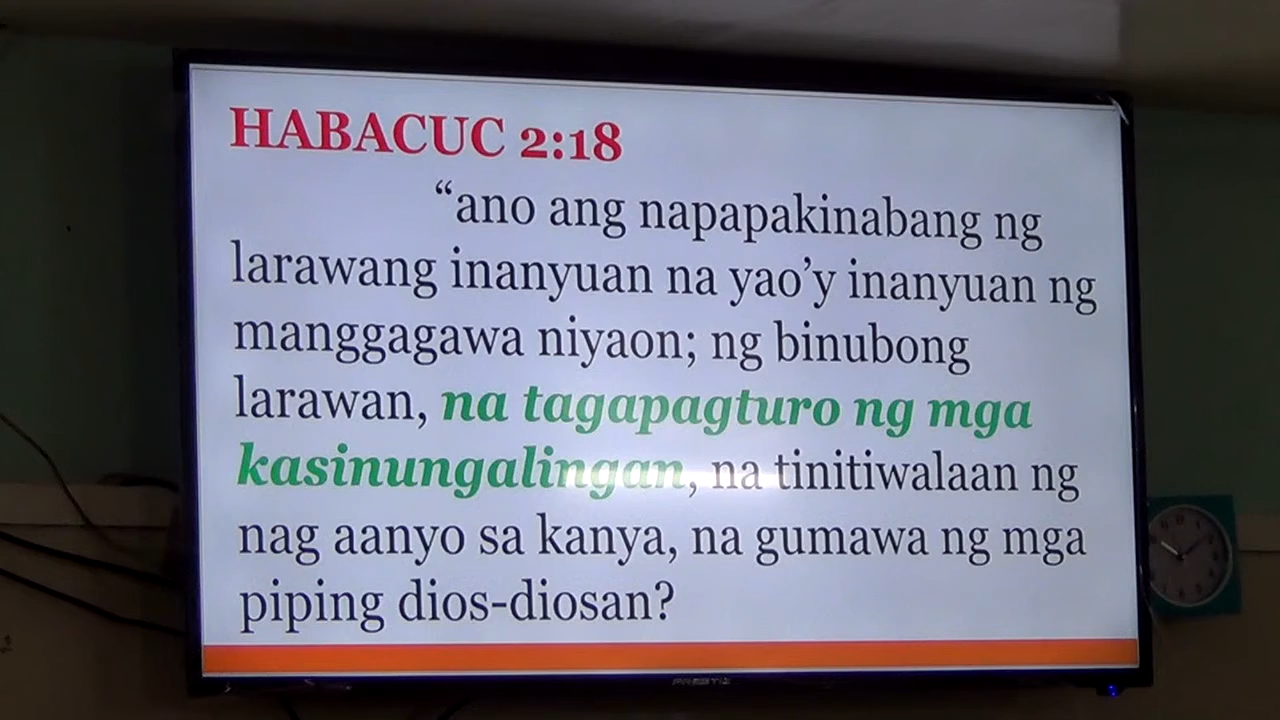 HABACUC 2:18
“ano ang napapakinabang ng
larawang inanyuan na yao’y inanyuan ng
manggagawa niyaon; ng binubong
larawan, na tagapagturo ng mga
kasinungalingan, na tinitiwalaan ng
nag aanyo sa kanya, na gumawa ng mga
piping dios-diosan?